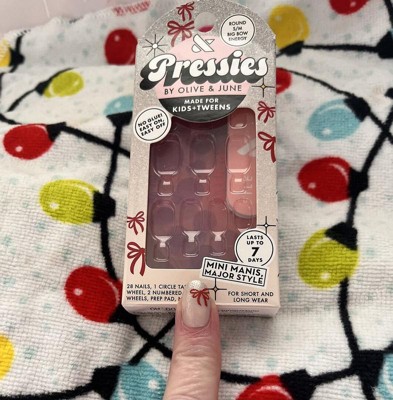 &
Pressies
BY OLIVE & JUNE
MADE FOR
KIDS+TWEENS
ROUND
S/M
BIG BOW
ENERGY
NO GLUE!
EASY ON,
EASY OFF
LASTS
UP TO
7
DAYS
MINI MANIS,
MAJOR STYLE
28 NAILS, 1 CIRCLE
WHEEL, 2 NUMBERED
WHEELS, PREP PAD,
FOR SHORT AND
LONG WEAR